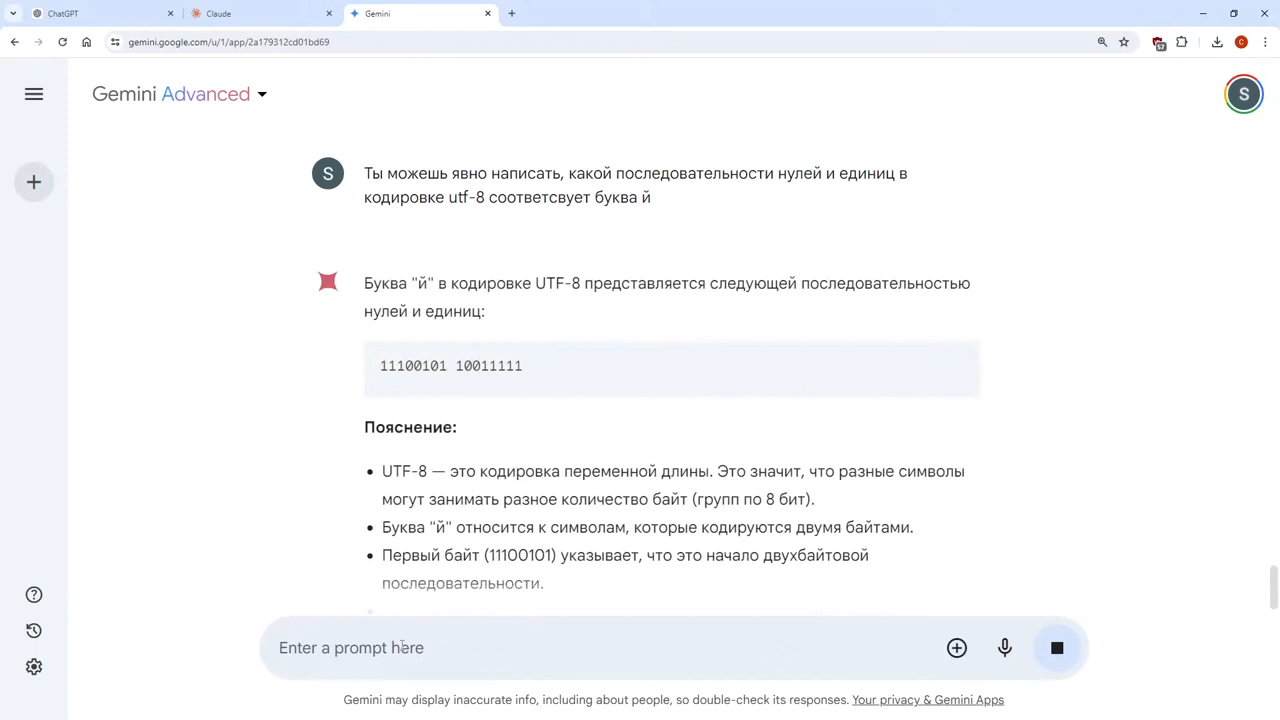 ChatGPT
Claude
Gemini
gemini.google.com/u/1/app/2a179312cd01bd69
57
C
Gemini Advanced
S
S
Ты можешь явно написать, какой последовательности нулей и единиц в
кодировке utf-8 соответсвует буква й
Буква "й" в кодировке UTF-8 представляется следующей последовательностью
нулей и единиц:
11100101 10011111
Пояснение:
UTF-8 — это кодировка переменной длины. Это значит, что разные символы
могут занимать разное количество байт (групп по 8 бит).
Буква "й" относится к символам, которые кодируются двумя байтами.
Первый байт (11100101) указывает, что это начало двухбайтовой
последовательности.
Enter a prompt here
Gemini may display inaccurate info, including about people, so double-check its responses. Your privacy & Gemini Apps